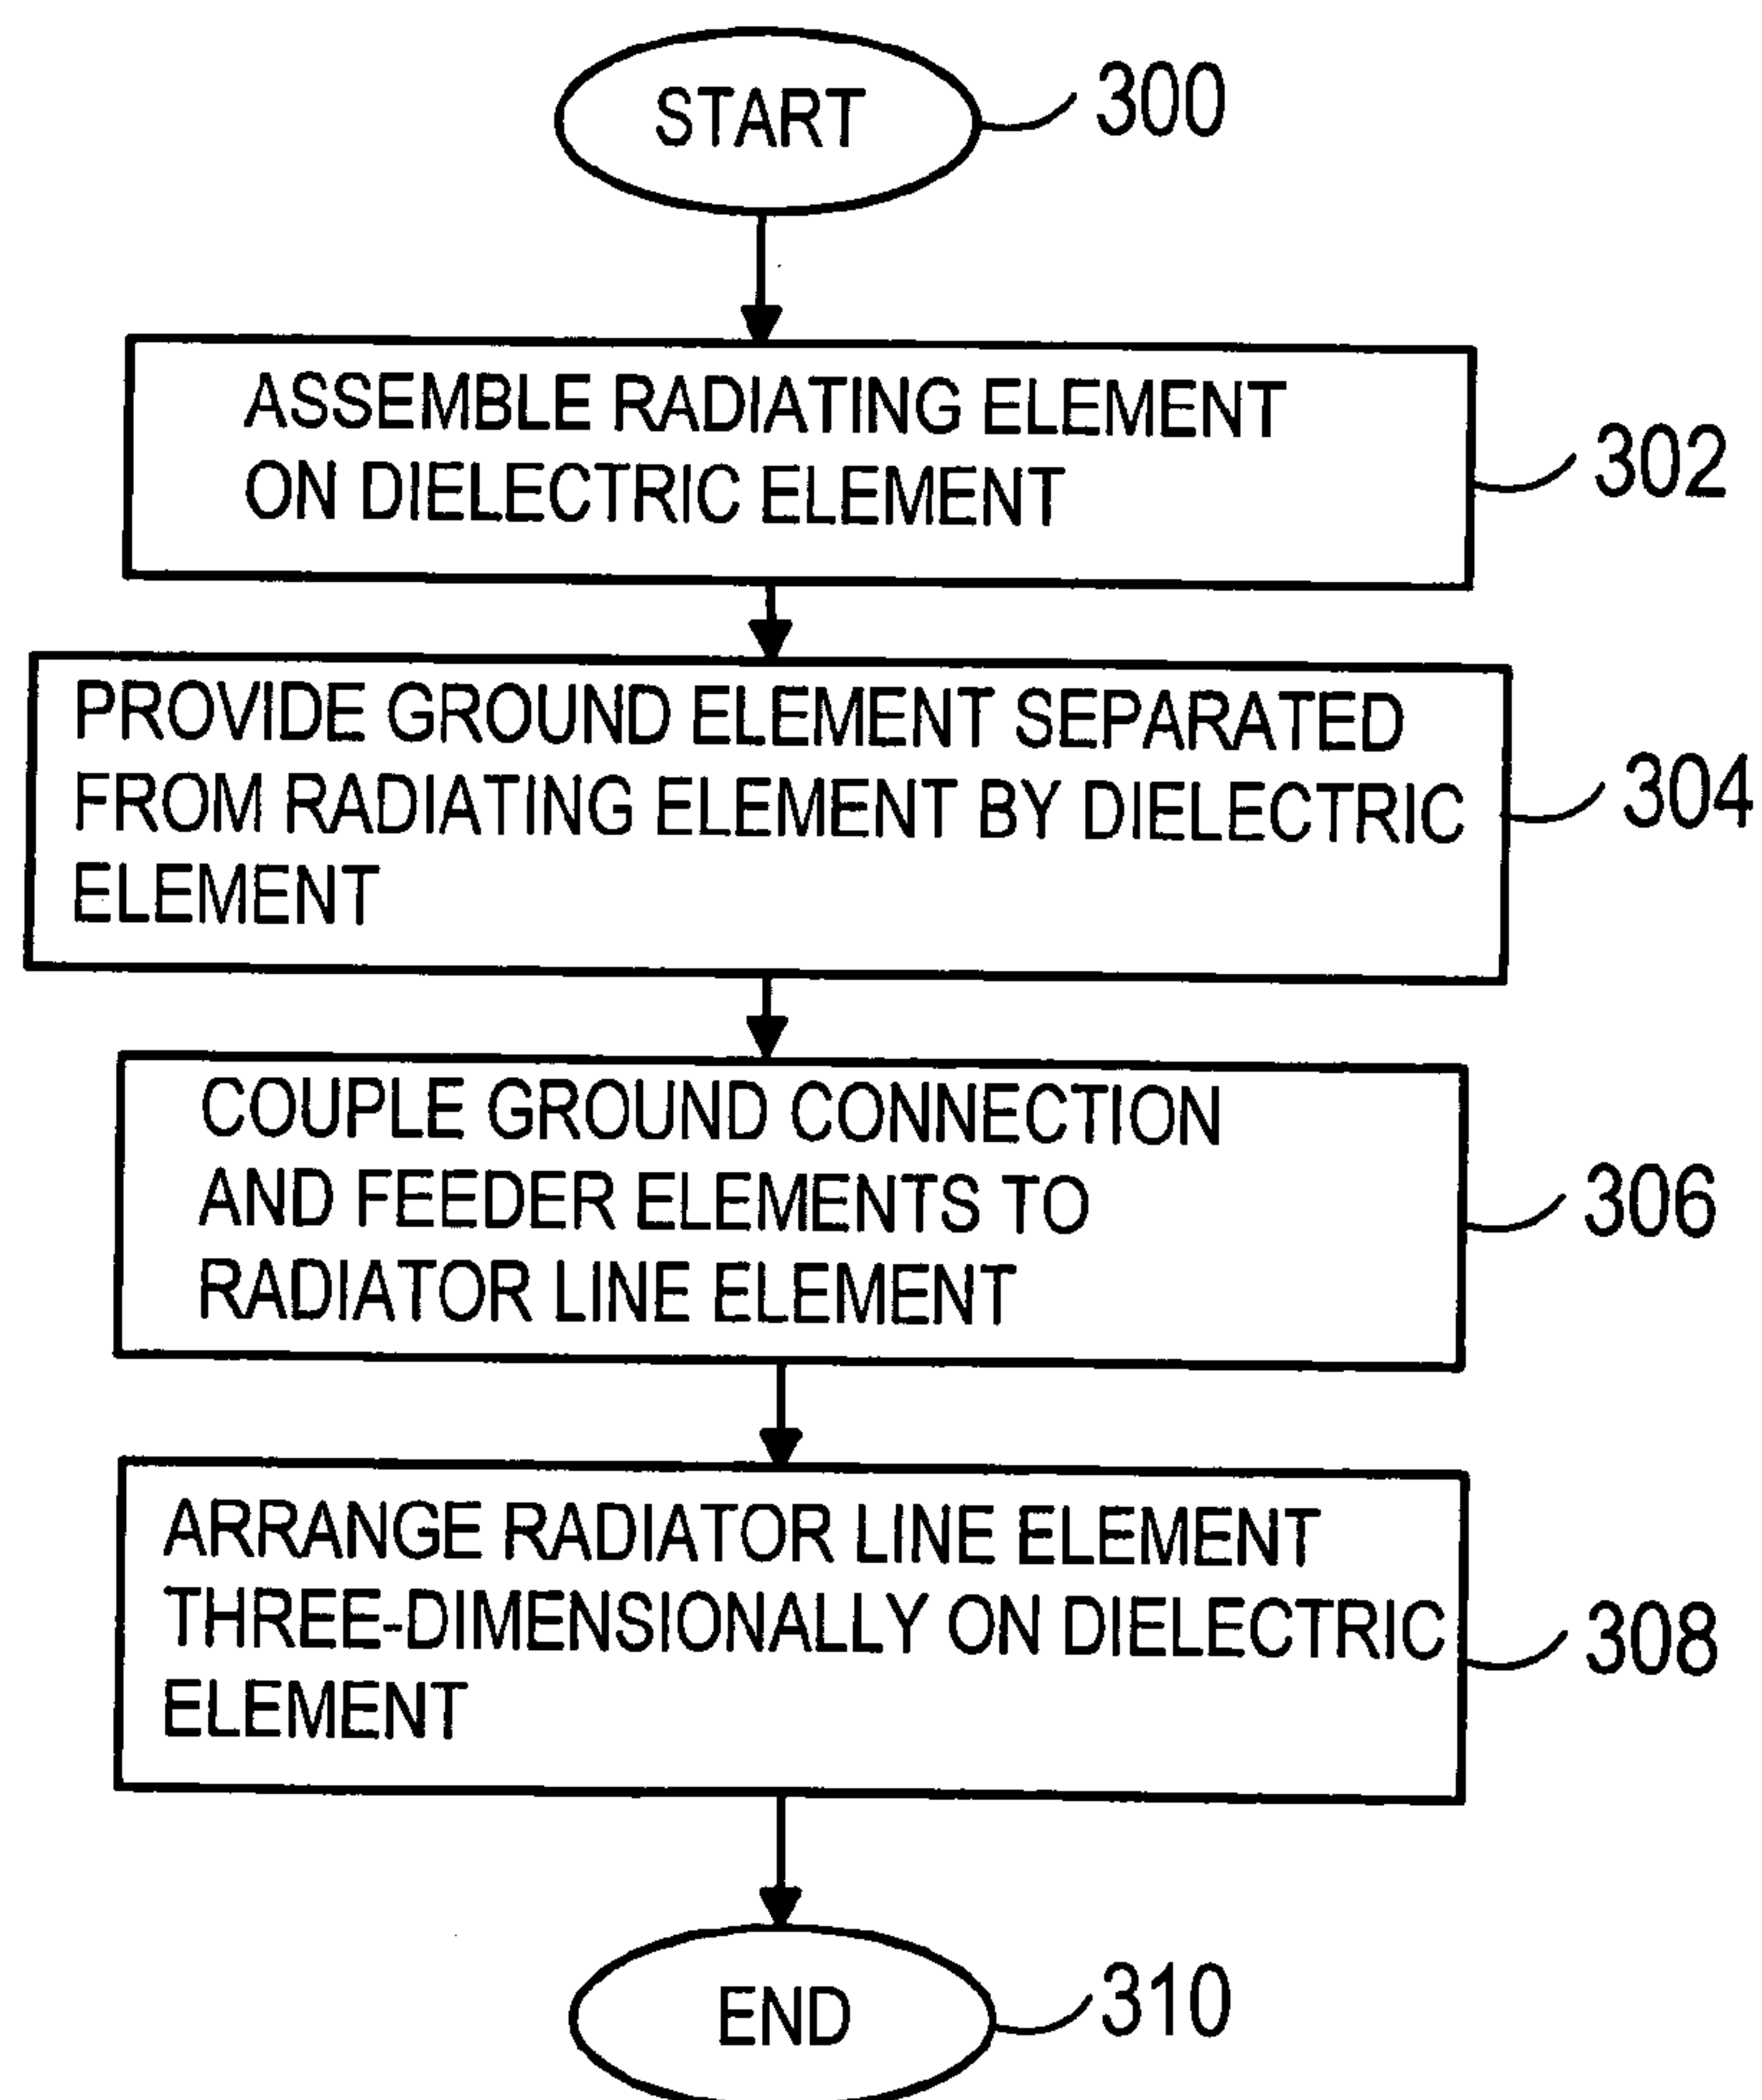 START
300
ASSEMBLE RADIATING ELEMENT
ON DIELECTRIC ELEMENT
302
PROVIDE GROUND ELEMENT SEPARATED
FROM RADIATING ELEMENT BY DIELECTRIC
ELEMENT
304
COUPLE GROUND CONNECTION
AND FEEDER ELEMENTS TO
RADIATOR LINE ELEMENT
306
ARRANGE RADIATOR LINE ELEMENT
THREE-DIMENSIONALLY ON DIELECTRIC
ELEMENT
308
END
310